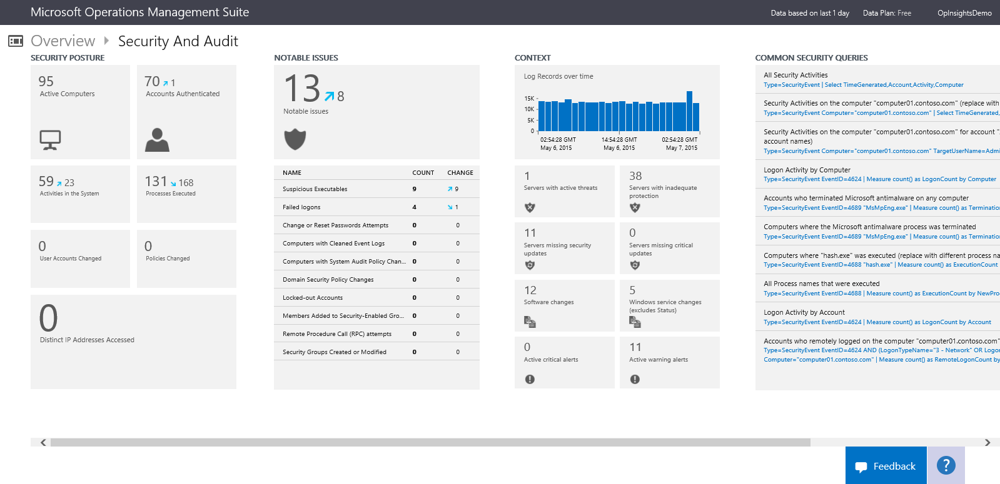 Microsoft Operations Management Suite
Data based on last 1 day
Data Plan: Free
OpInsightsDemo
Overview
Security And Audit
SECURITY POSTURE
95
Active Computers
70 1
Accounts Authenticated
59 23
Activities in the System
131 168
Processes Executed
0
User Accounts Changed
0
Policies Changed
0
Distinct IP Addresses Accessed
NOTABLE ISSUES
13 8
Notable issues
NAME COUNT CHANGE
Suspicious Executables 9 9
Failed logons 4 1
Change or Reset Passwords Attempts 0 0
Computers with Cleaned Event Logs 0 0
Computers with System Audit Policy Chan... 0 0
Domain Security Policy Changes 0 0
Locked-out Accounts 0 0
Members Added to Security-Enabled Gro... 0 0
Remote Procedure Call (RPC) attempts 0 0
Security Groups Created or Modified 0 0
CONTEXT
Log Records over time
15K
10K
5K
0
02:54:28 GMT 14:54:28 GMT 02:54:28 GMT
May 6, 2015 May 6, 2015 May 7, 2015
1
Servers with active threats
38
Servers with inadequate
protection
11
Servers missing security
updates
0
Servers missing critical
updates
12
Software changes
5
Windows service changes
(excludes Status)
0
Active critical alerts
11
Active warning alerts
COMMON SECURITY QUERIES
All Security Activities
Type=SecurityEvent | Select TimeGenerated,Account,Activity,Computer
Security Activities on the computer "computer01.contoso.com" (replace with
Type=SecurityEvent Computer="computer01.contoso.com" | Select TimeGenerated,
Security Activities on the computer "computer01.contoso.com" for account "
account names)
Type=SecurityEvent Computer="computer01.contoso.com" TargetUserName=Admi
Logon Activity by Computer
Type=SecurityEvent EventID=4624 | Measure count() as LogonCount by Computer
Accounts who terminated Microsoft antimalware on any computer
Type=SecurityEvent EventID=4689 "MsMpEng.exe" | Measure count() as Terminatio
Computers where the Microsoft antimalware process was terminated
Type=SecurityEvent EventID=4689 "MsMpEng.exe" | Measure count() as Terminatio
Computers where "hash.exe" was executed (replace with different process na
Type=SecurityEvent EventID=4688 "hash.exe" | Measure count() as ExecutionCount
All Process names that were executed
Type=SecurityEvent EventID=4688 | Measure count() as ExecutionCount by NewPro
Logon Activity by Account
Type=SecurityEvent EventID=4624 | Measure count() as LogonCount by Account
Accounts who remotely logged on the computer "computer01.contoso.com"
Type=SecurityEvent EventID=4624 AND (LogonTypeName="3 - Network" OR Logo
Computer="computer01.contoso.com" | Measure count() as RemoteLogonCount by
Feedback
?